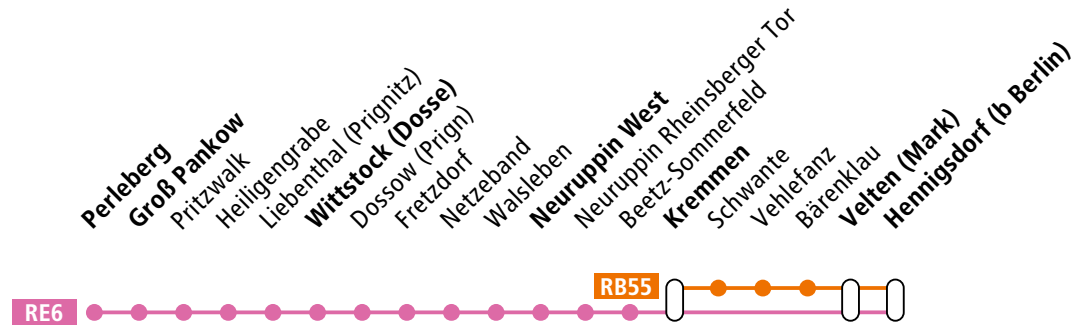 Perleberg
Groß Pankow
Pritzwalk
Heiligengrabe
Liebenthal (Prignitz)
Wittstock (Dosse)
Dossow (Prign)
Fretzdorf
Netzeband
Walsleben
Neuruppin West
Neuruppin Rheinsberger Tor
Beetz-Sommerfeld
Kremmen
Schwante
Vehlefanz
Bärenklau
Velten (Mark)
Hennigsdorf (b Berlin)
RB55
RE6